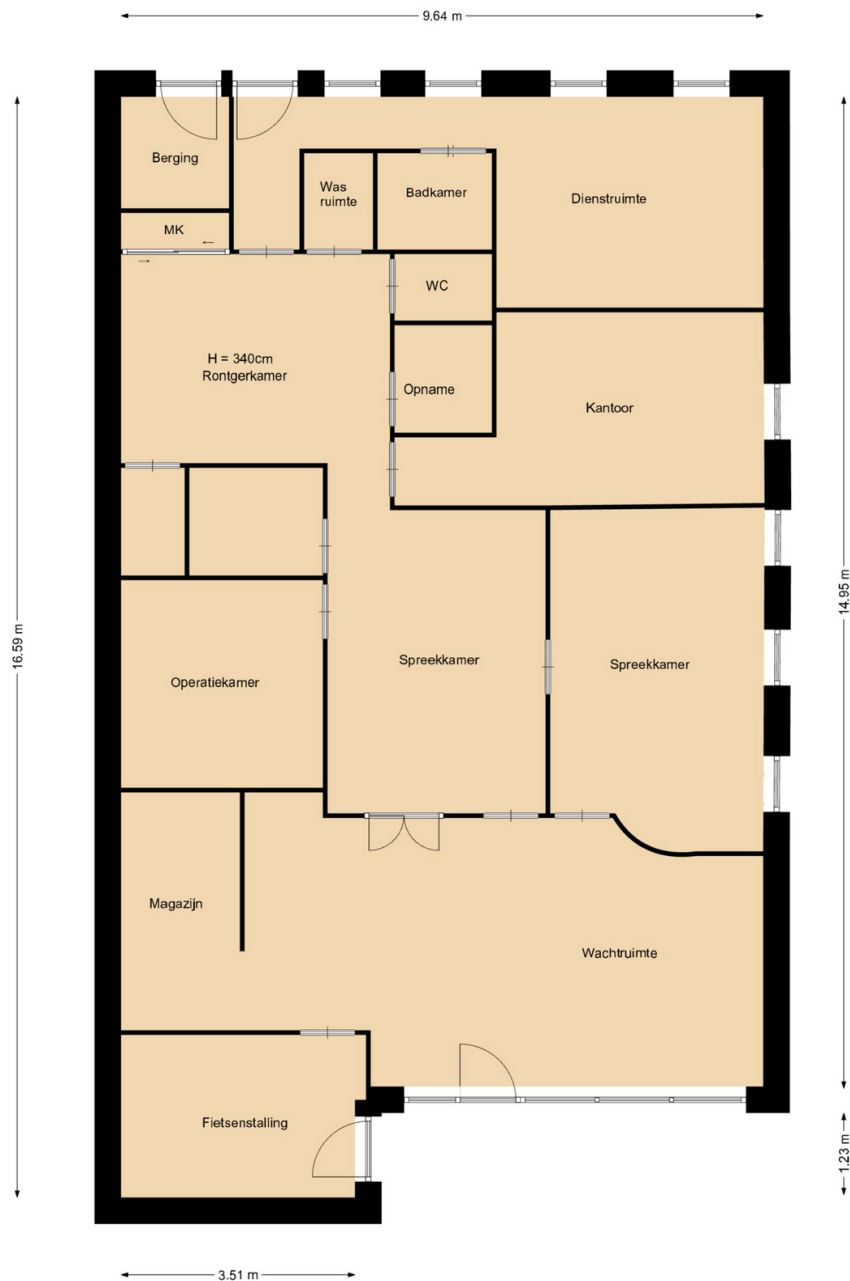 9.64 m
Berging
Was
ruimte
Badkamer
Dienstruimte
MK
WC
H = 340cm
Rontgerkamer
Opname
Kantoor
16.59 m
14.95 m
Spreekkamer
Spreekkamer
Operatiekamer
Magazijn
Wachtruimte
Fietsenstalling
1.23 m
3.51 m